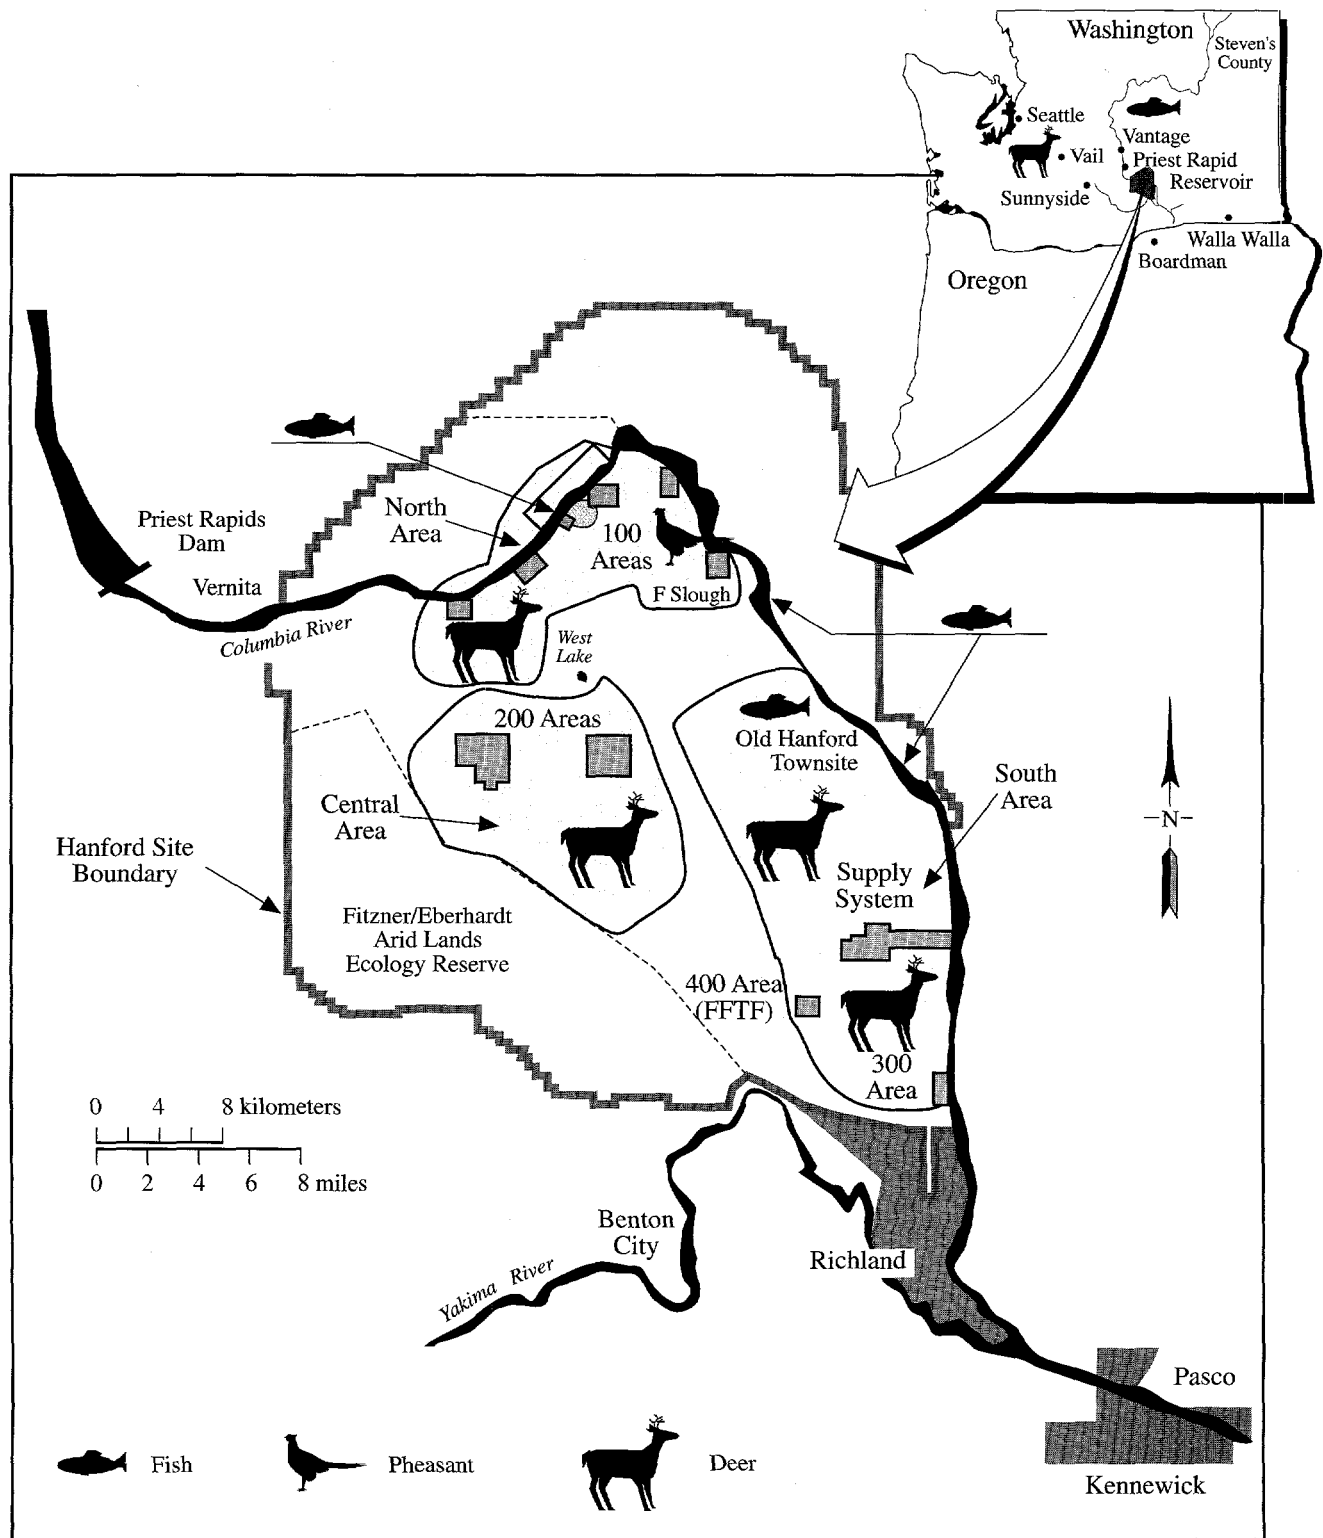 Washington
Steven's
County
Seattle
Vantage
Vail
Priest Rapid
Reservoir
Sunnyside
Walla Walla
Boardman
Oregon
North
Area
Priest Rapids
Dam
Vernita
100
Areas
F Slough
Columbia River
West
Lake
200 Areas
Old Hanford
Townsite
South
Area
Central
Area
N
Hanford Site
Boundary
Supply
System
Fitzner/Eberhardt
Arid Lands
Ecology Reserve
400 Area
(FFTF)
300
Area
0 4 8 kilometers
0 2 4 6 8 miles
Benton
City
Richland
Yakima River
Pasco
Kennewick
Fish
Pheasant
Deer